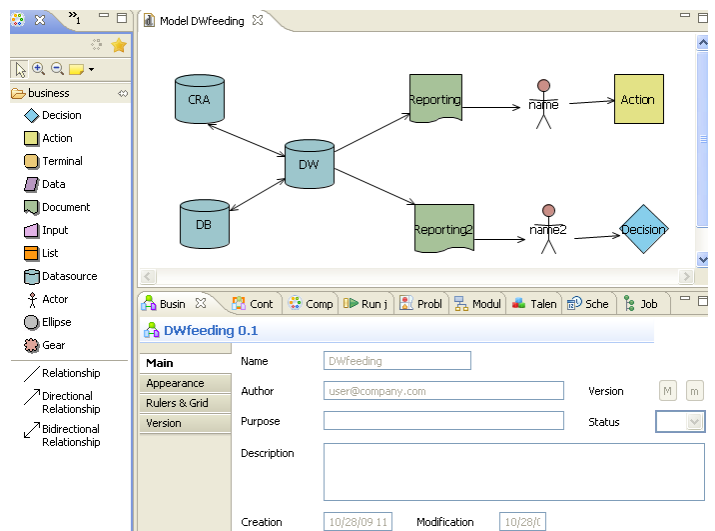 »1
Model DWfeeding
business
Decision
Action
Terminal
Data
Document
Input
List
Datasource
Actor
Ellipse
Gear
Relationship
Directional
Relationship
Bidirectional
Relationship
CRA
DW
DB
Reporting
name
Action
Reporting2
name2
Decision
Busin
Cont
Comp
Run j
Probl
Modul
Talen
Sche
Job
DWfeeding 0.1
Main
Appearance
Rulers & Grid
Version
Name DWfeeding
Author user@company.com Version M m
Purpose Status
Description
Creation 10/28/09 11 Modification 10/28/(